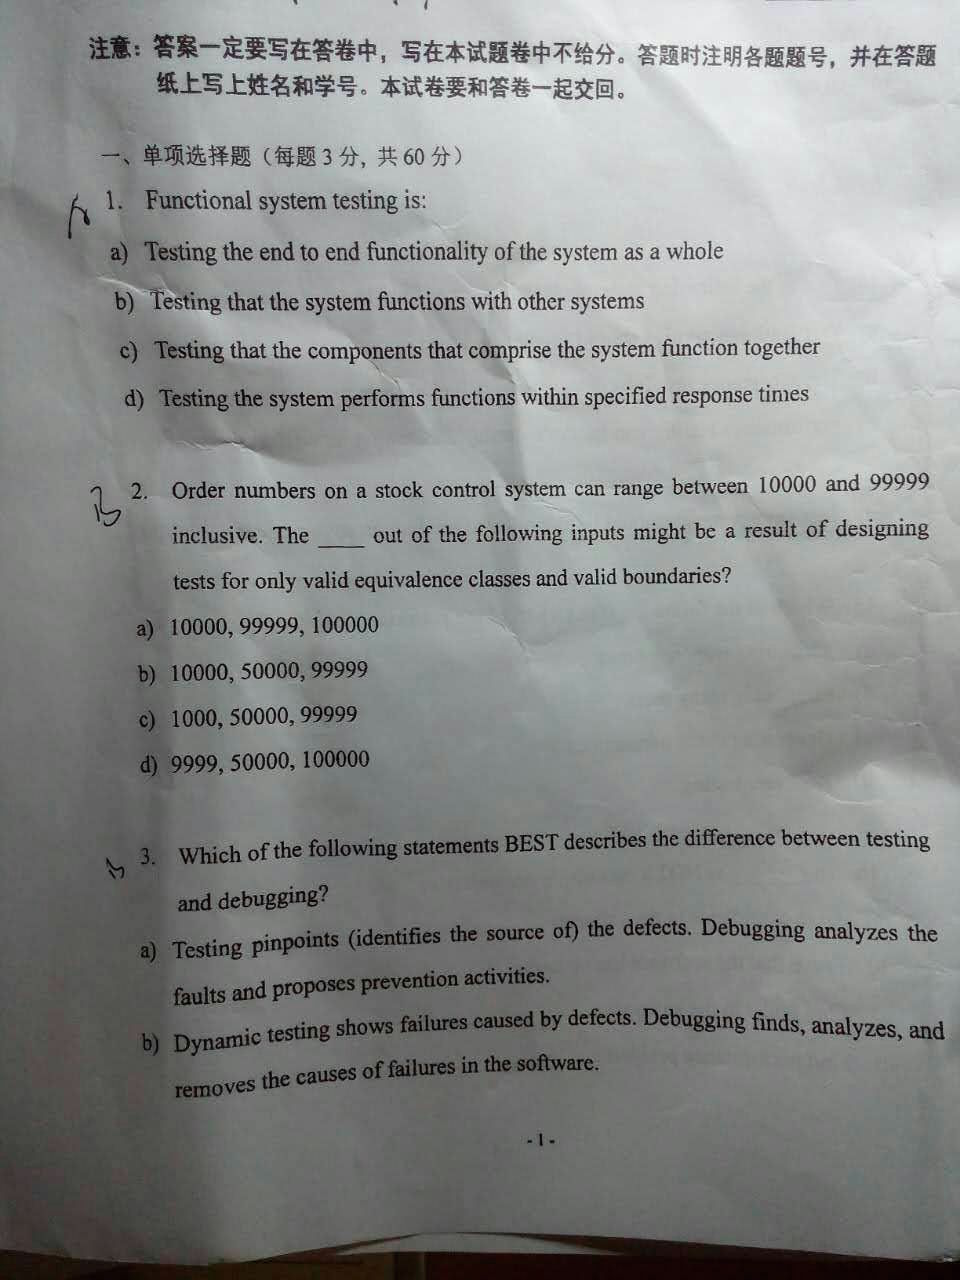 注意：答案一定要写在答卷中，写在本试题卷中不给分。答题时注明各题题号，并在答题
纸上写上姓名和学号。本试卷要和答卷一起交回。
一、单项选择题（每题 3 分，共 60 分）
A 1. Functional system testing is:
a) Testing the end to end functionality of the system as a whole
b) Testing that the system functions with other systems
c) Testing that the components that comprise the system function together
d) Testing the system performs functions within specified response times
B 2. Order numbers on a stock control system can range between 10000 and 99999
inclusive. The ____ out of the following inputs might be a result of designing
tests for only valid equivalence classes and valid boundaries?
a) 10000, 99999, 100000
b) 10000, 50000, 99999
c) 1000, 50000, 99999
d) 9999, 50000, 100000
3. Which of the following statements BEST describes the difference between testing
and debugging?
a) Testing pinpoints (identifies the source of) the defects. Debugging analyzes the
faults and proposes prevention activities.
b) Dynamic testing shows failures caused by defects. Debugging finds, analyzes, and
removes the causes of failures in the software.
- 1 -